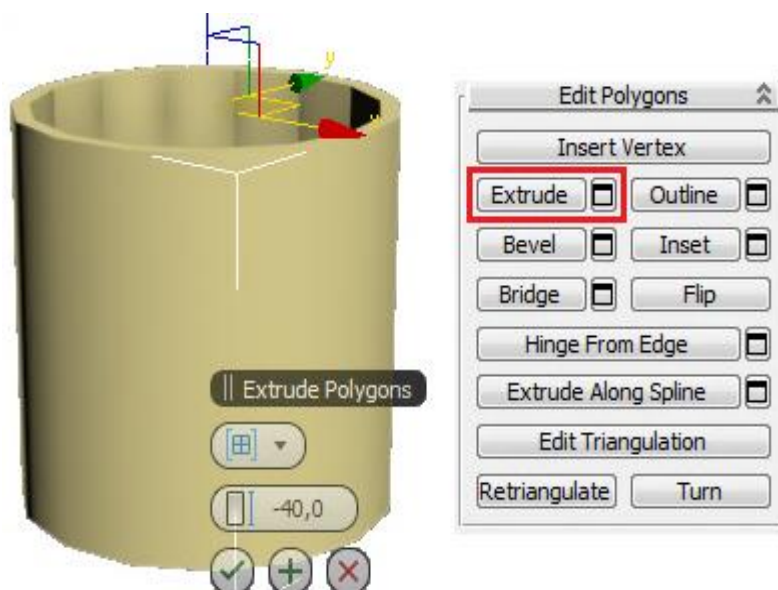 y
Extrude Polygons
-40,0
Edit Polygons
Insert Vertex
Extrude
Outline
Bevel
Inset
Bridge
Flip
Hinge From Edge
Extrude Along Spline
Edit Triangulation
Retriangulate
Turn